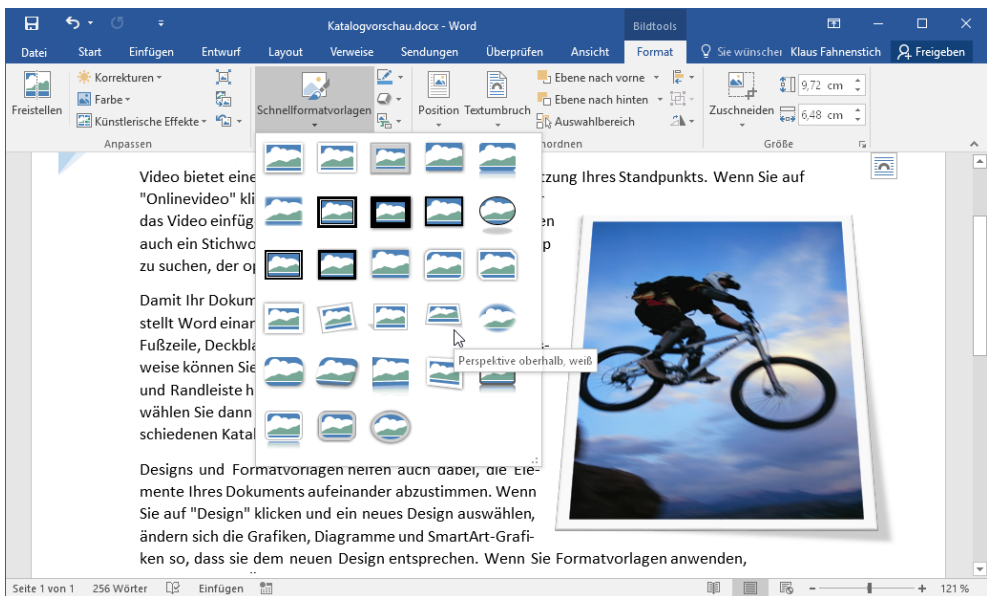 Katalogvorschau.docx - Word
Bildtools
Datei Start Einfügen Entwurf Layout Verweise Sendungen Überprüfen Ansicht Format Sie wünschen Klaus Fahnenstich Freigeben
Freistellen
Korrekturen
Farbe
Künstlerische Effekte
Anpassen
Schnellformatvorlagen
Position
Textumbruch
Ebene nach vorne
Ebene nach hinten
Auswahlbereich
nordnen
Zuschneiden
9,72 cm
6,48 cm
Größe
Video bietet eine tzung Ihres Standpunkts. Wenn Sie auf
"Onlinevideo" kli
das Video einfüg en
auch ein Stichwo p
zu suchen, der op
Damit Ihr Dokum
stellt Word einar
Fußzeile, Deckbla s-
weise können Sie
und Randleiste h
wählen Sie dann
schiedenen Katal
Perspektive oberhalb, weiß
Designs und Formatvorlagen helfen auch dabei, die Ele-
mente Ihres Dokuments aufeinander abzustimmen. Wenn
Sie auf "Design" klicken und ein neues Design auswählen,
ändern sich die Grafiken, Diagramme und SmartArt-Grafi-
ken so, dass sie dem neuen Design entsprechen. Wenn Sie Formatvorlagen anwenden,
Seite 1 von 1 256 Wörter Einfügen 121 %